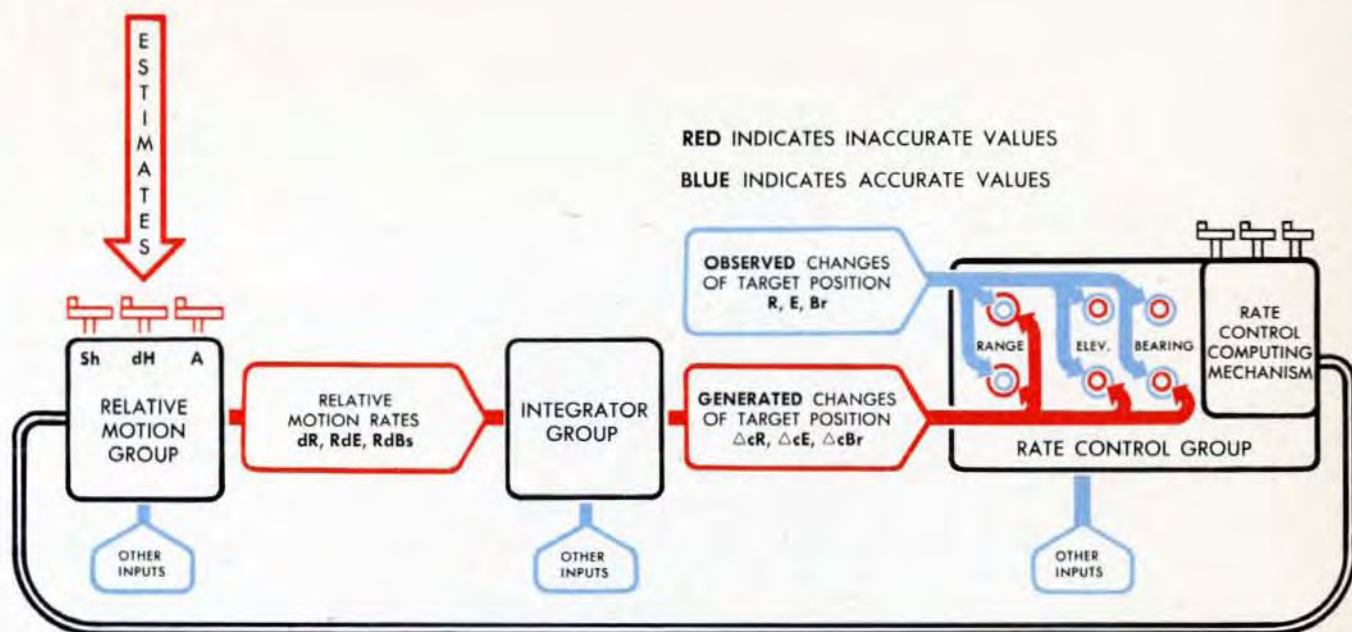 ESTIMATES
RED INDICATES INACCURATE VALUES
BLUE INDICATES ACCURATE VALUES
OBSERVED CHANGES
OF TARGET POSITION
R, E, Br
RANGE
ELEV.
BEARING
RATE
CONTROL
COMPUTING
MECHANISM
Sh dH A
RELATIVE
MOTION
GROUP
RELATIVE
MOTION RATES
dR, RdE, RdBs
INTEGRATOR
GROUP
GENERATED CHANGES
OF TARGET POSITION
△cR, △cE, △cBr
RATE CONTROL GROUP
OTHER
INPUTS
OTHER
INPUTS
OTHER
INPUTS